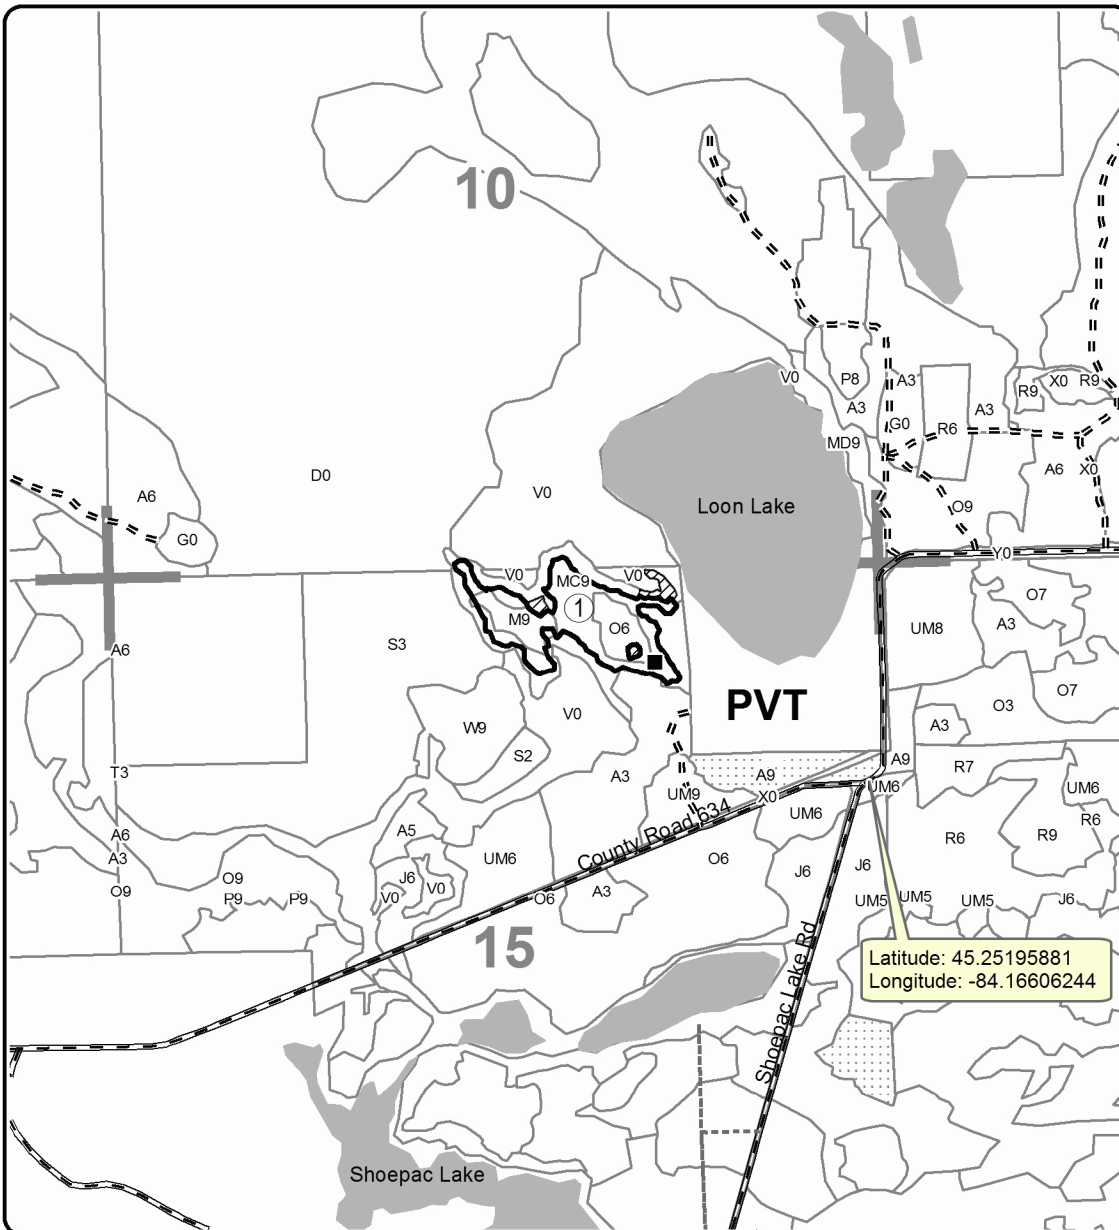 10
V0
P8
A3
A3
R9
X0
R9
A3
G0
R6
MD9
A6
X0
D0
A6
V0
Loon Lake
O9
G0
Y0
V0
MC9
V0
O7
1
M9
O6
UM8
A3
S3
A6
O7
PVT
O3
V0
W9
A3
S2
A9
R7
T3
A3
A9
UM9
X0
UM6
UM6
UM6
R6
A5
A6
County Road 634
R6
R9
A3
UM6
O6
J6
J6
O9
J6
V0
O9
P9
P9
V0
O6
A3
UM5
UM5
UM5
J6
15
Shoepac Lake Rd
Latitude: 45.25195881
Longitude: -84.16606244
Shoepac Lake